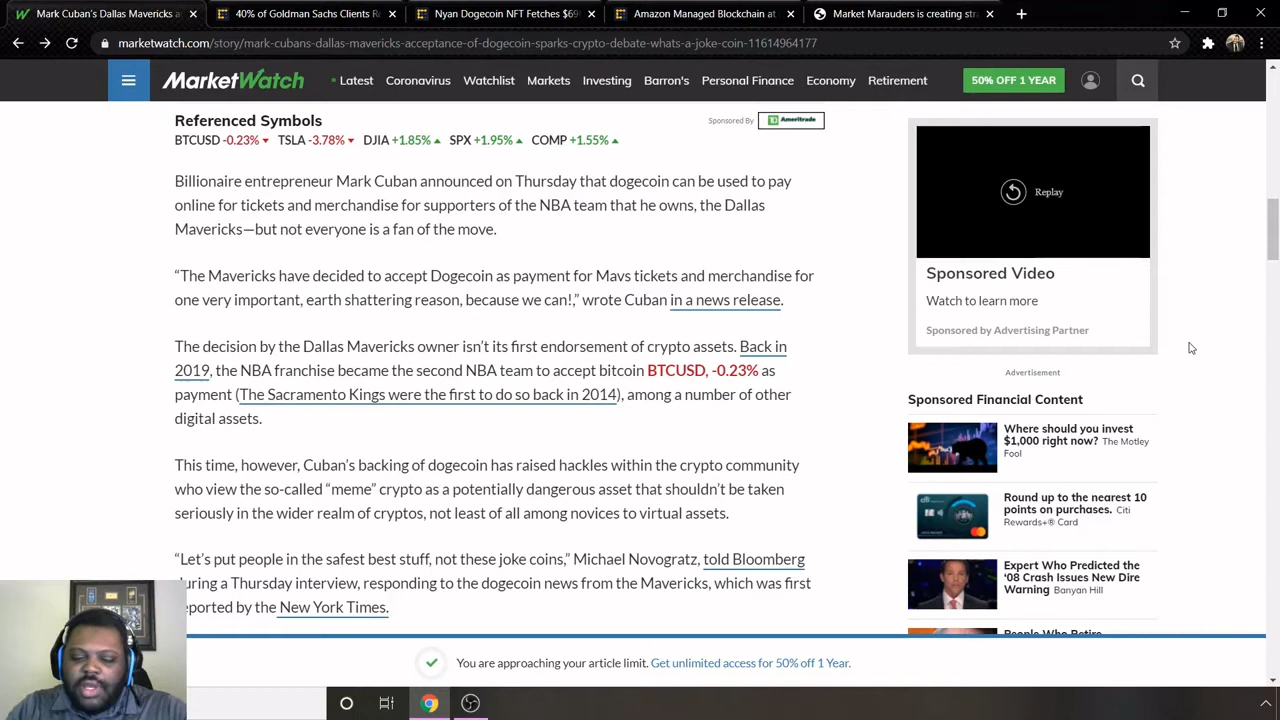 Mark Cuban's Dallas Mavericks a
40% of Goldman Sachs Clients Re
Nyan Dogecoin NFT Fetches $69
Amazon Managed Blockchain at
Market Marauders is creating stra
marketwatch.com/story/mark-cubans-dallas-mavericks-acceptance-of-dogecoin-sparks-crypto-debate-whats-a-joke-coin-11614964177
MarketWatch
Latest Coronavirus Watchlist Markets Investing Barron's Personal Finance Economy Retirement
50% OFF 1 YEAR
Referenced Symbols
Sponsored By Ameritrade
BTCUSD -0.23% TSLA -3.78% DJIA +1.85% SPX +1.95% COMP +1.55%
Billionaire entrepreneur Mark Cuban announced on Thursday that dogecoin can be used to pay
online for tickets and merchandise for supporters of the NBA team that he owns, the Dallas
Mavericks—but not everyone is a fan of the move.
“The Mavericks have decided to accept Dogecoin as payment for Mavs tickets and merchandise for
one very important, earth shattering reason, because we can!,” wrote Cuban in a news release.
The decision by the Dallas Mavericks owner isn’t its first endorsement of crypto assets. Back in
2019, the NBA franchise became the second NBA team to accept bitcoin BTCUSD, -0.23% as
payment (The Sacramento Kings were the first to do so back in 2014), among a number of other
digital assets.
This time, however, Cuban’s backing of dogecoin has raised hackles within the crypto community
who view the so-called “meme” crypto as a potentially dangerous asset that shouldn’t be taken
seriously in the wider realm of cryptos, not least of all among novices to virtual assets.
“Let’s put people in the safest best stuff, not these joke coins,” Michael Novogratz, told Bloomberg
during a Thursday interview, responding to the dogecoin news from the Mavericks, which was first
reported by the New York Times.
Replay
Sponsored Video
Watch to learn more
Sponsored by Advertising Partner
Advertisement
Sponsored Financial Content
Where should you invest
$1,000 right now? The Motley
Fool
Round up to the nearest 10
points on purchases. Citi
Rewards+® Card
Expert Who Predicted the
'08 Crash Issues New Dire
Warning Banyan Hill
People Who Retire
You are approaching your article limit. Get unlimited access for 50% off 1 Year.